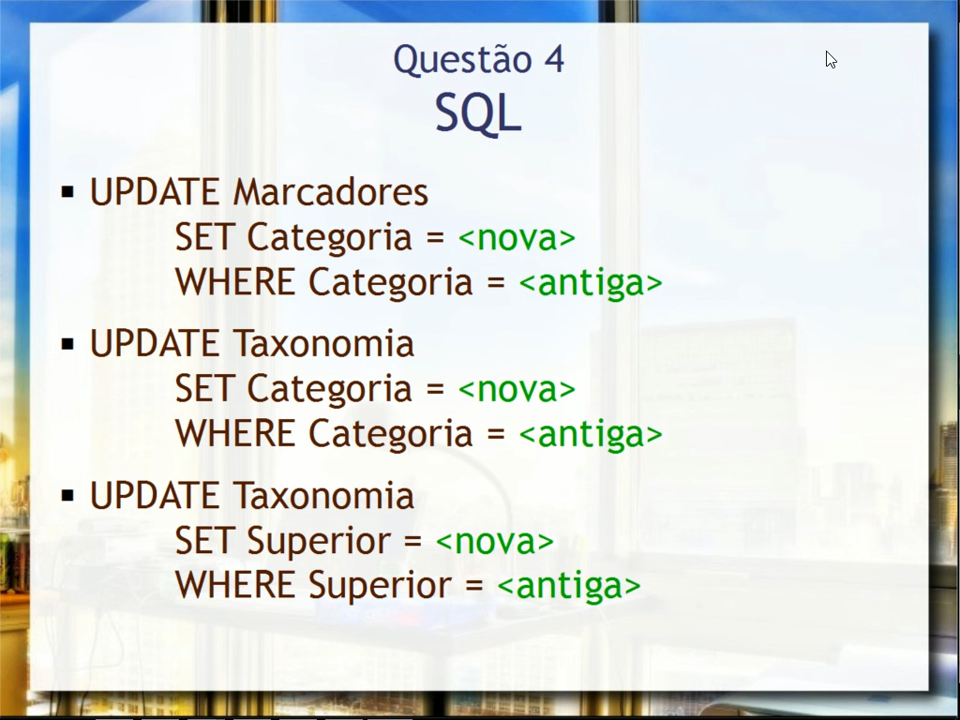 Questão 4
SQL
▪ UPDATE Marcadores
SET Categoria = <nova>
WHERE Categoria = <antiga>
▪ UPDATE Taxonomia
SET Categoria = <nova>
WHERE Categoria = <antiga>
▪ UPDATE Taxonomia
SET Superior = <nova>
WHERE Superior = <antiga>